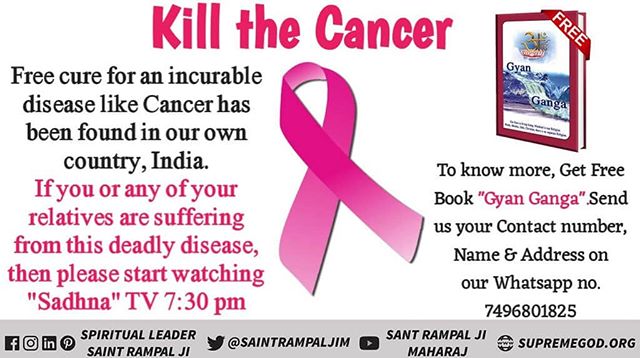 Kill the Cancer
Free cure for an incurable
disease like Cancer has
been found in our own
country, India.
If you or any of your
relatives are suffering
from this deadly disease,
then please start watching
"Sadhna" TV 7:30 pm
FREE
Gyan
Ganga
To know more, Get Free
Book "Gyan Ganga".Send
us your Contact number,
Name & Address on
our Whatsapp no.
7496801825
SPIRITUAL LEADER
SAINT RAMPAL JI
@SAINTRAMPALJIM
SANT RAMPAL JI
MAHARAJ
SUPREMEGOD.ORG